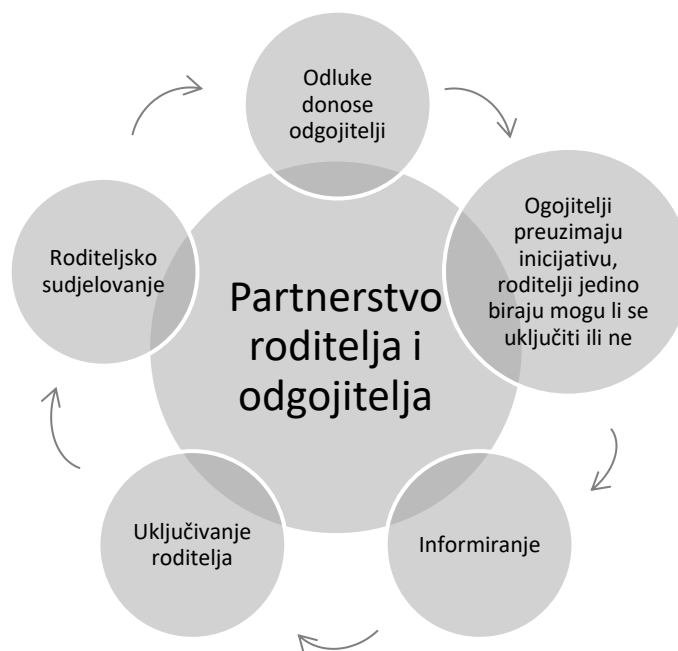 Odluke
donose
odgojitelji
Ogojitelji
preuzimaju
inicijativu,
roditelji jedino
biraju mogu li se
uključiti ili ne
Informiranje
Uključivanje
roditelja
Roditeljsko
sudjelovanje
Partnerstvo
roditelja i
odgojitelja